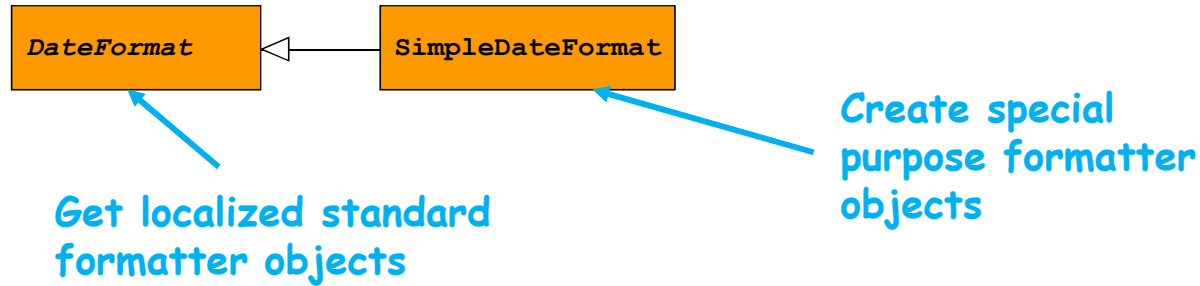 DateFormat
SimpleDateFormat
Create special
purpose formatter
objects
Get localized standard
formatter objects